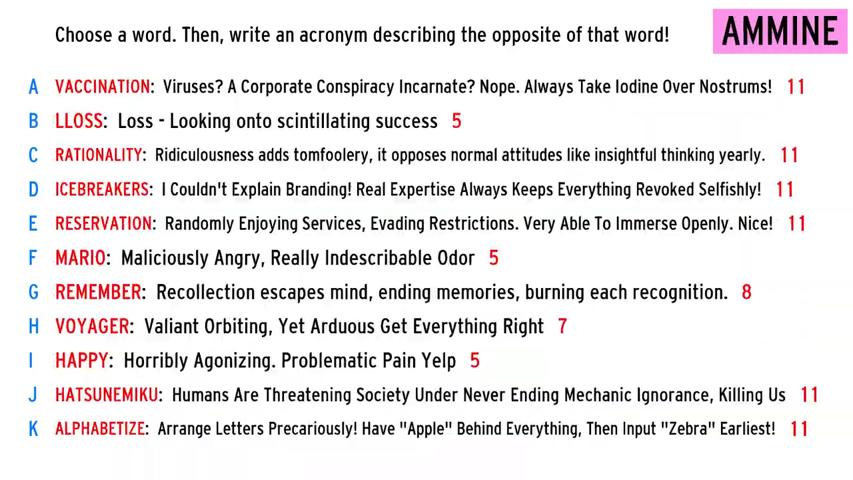 Choose a word. Then, write an acronym describing the opposite of that word!
AMMINE
A VACCINATION: Viruses? A Corporate Conspiracy Incarnate? Nope. Always Take Iodine Over Nostrums! 11
B LLOSS: Loss - Looking onto scintillating success 5
C RATIONALITY: Ridiculousness adds tomfoolery, it opposes normal attitudes like insightful thinking yearly. 11
D ICEBREAKERS: I Couldn't Explain Branding! Real Expertise Always Keeps Everything Revoked Selfishly! 11
E RESERVATION: Randomly Enjoying Services, Evading Restrictions. Very Able To Immerse Openly. Nice! 11
F MARIO: Maliciously Angry, Really Indescribable Odor 5
G REMEMBER: Recollection escapes mind, ending memories, burning each recognition. 8
H VOYAGER: Valiant Orbiting, Yet Arduous Get Everything Right 7
I HAPPY: Horribly Agonizing. Problematic Pain Yelp 5
J HATSUNEMIKU: Humans Are Threatening Society Under Never Ending Mechanic Ignorance, Killing Us 11
K ALPHABETIZE: Arrange Letters Precariously! Have "Apple" Behind Everything, Then Input "Zebra" Earliest! 11